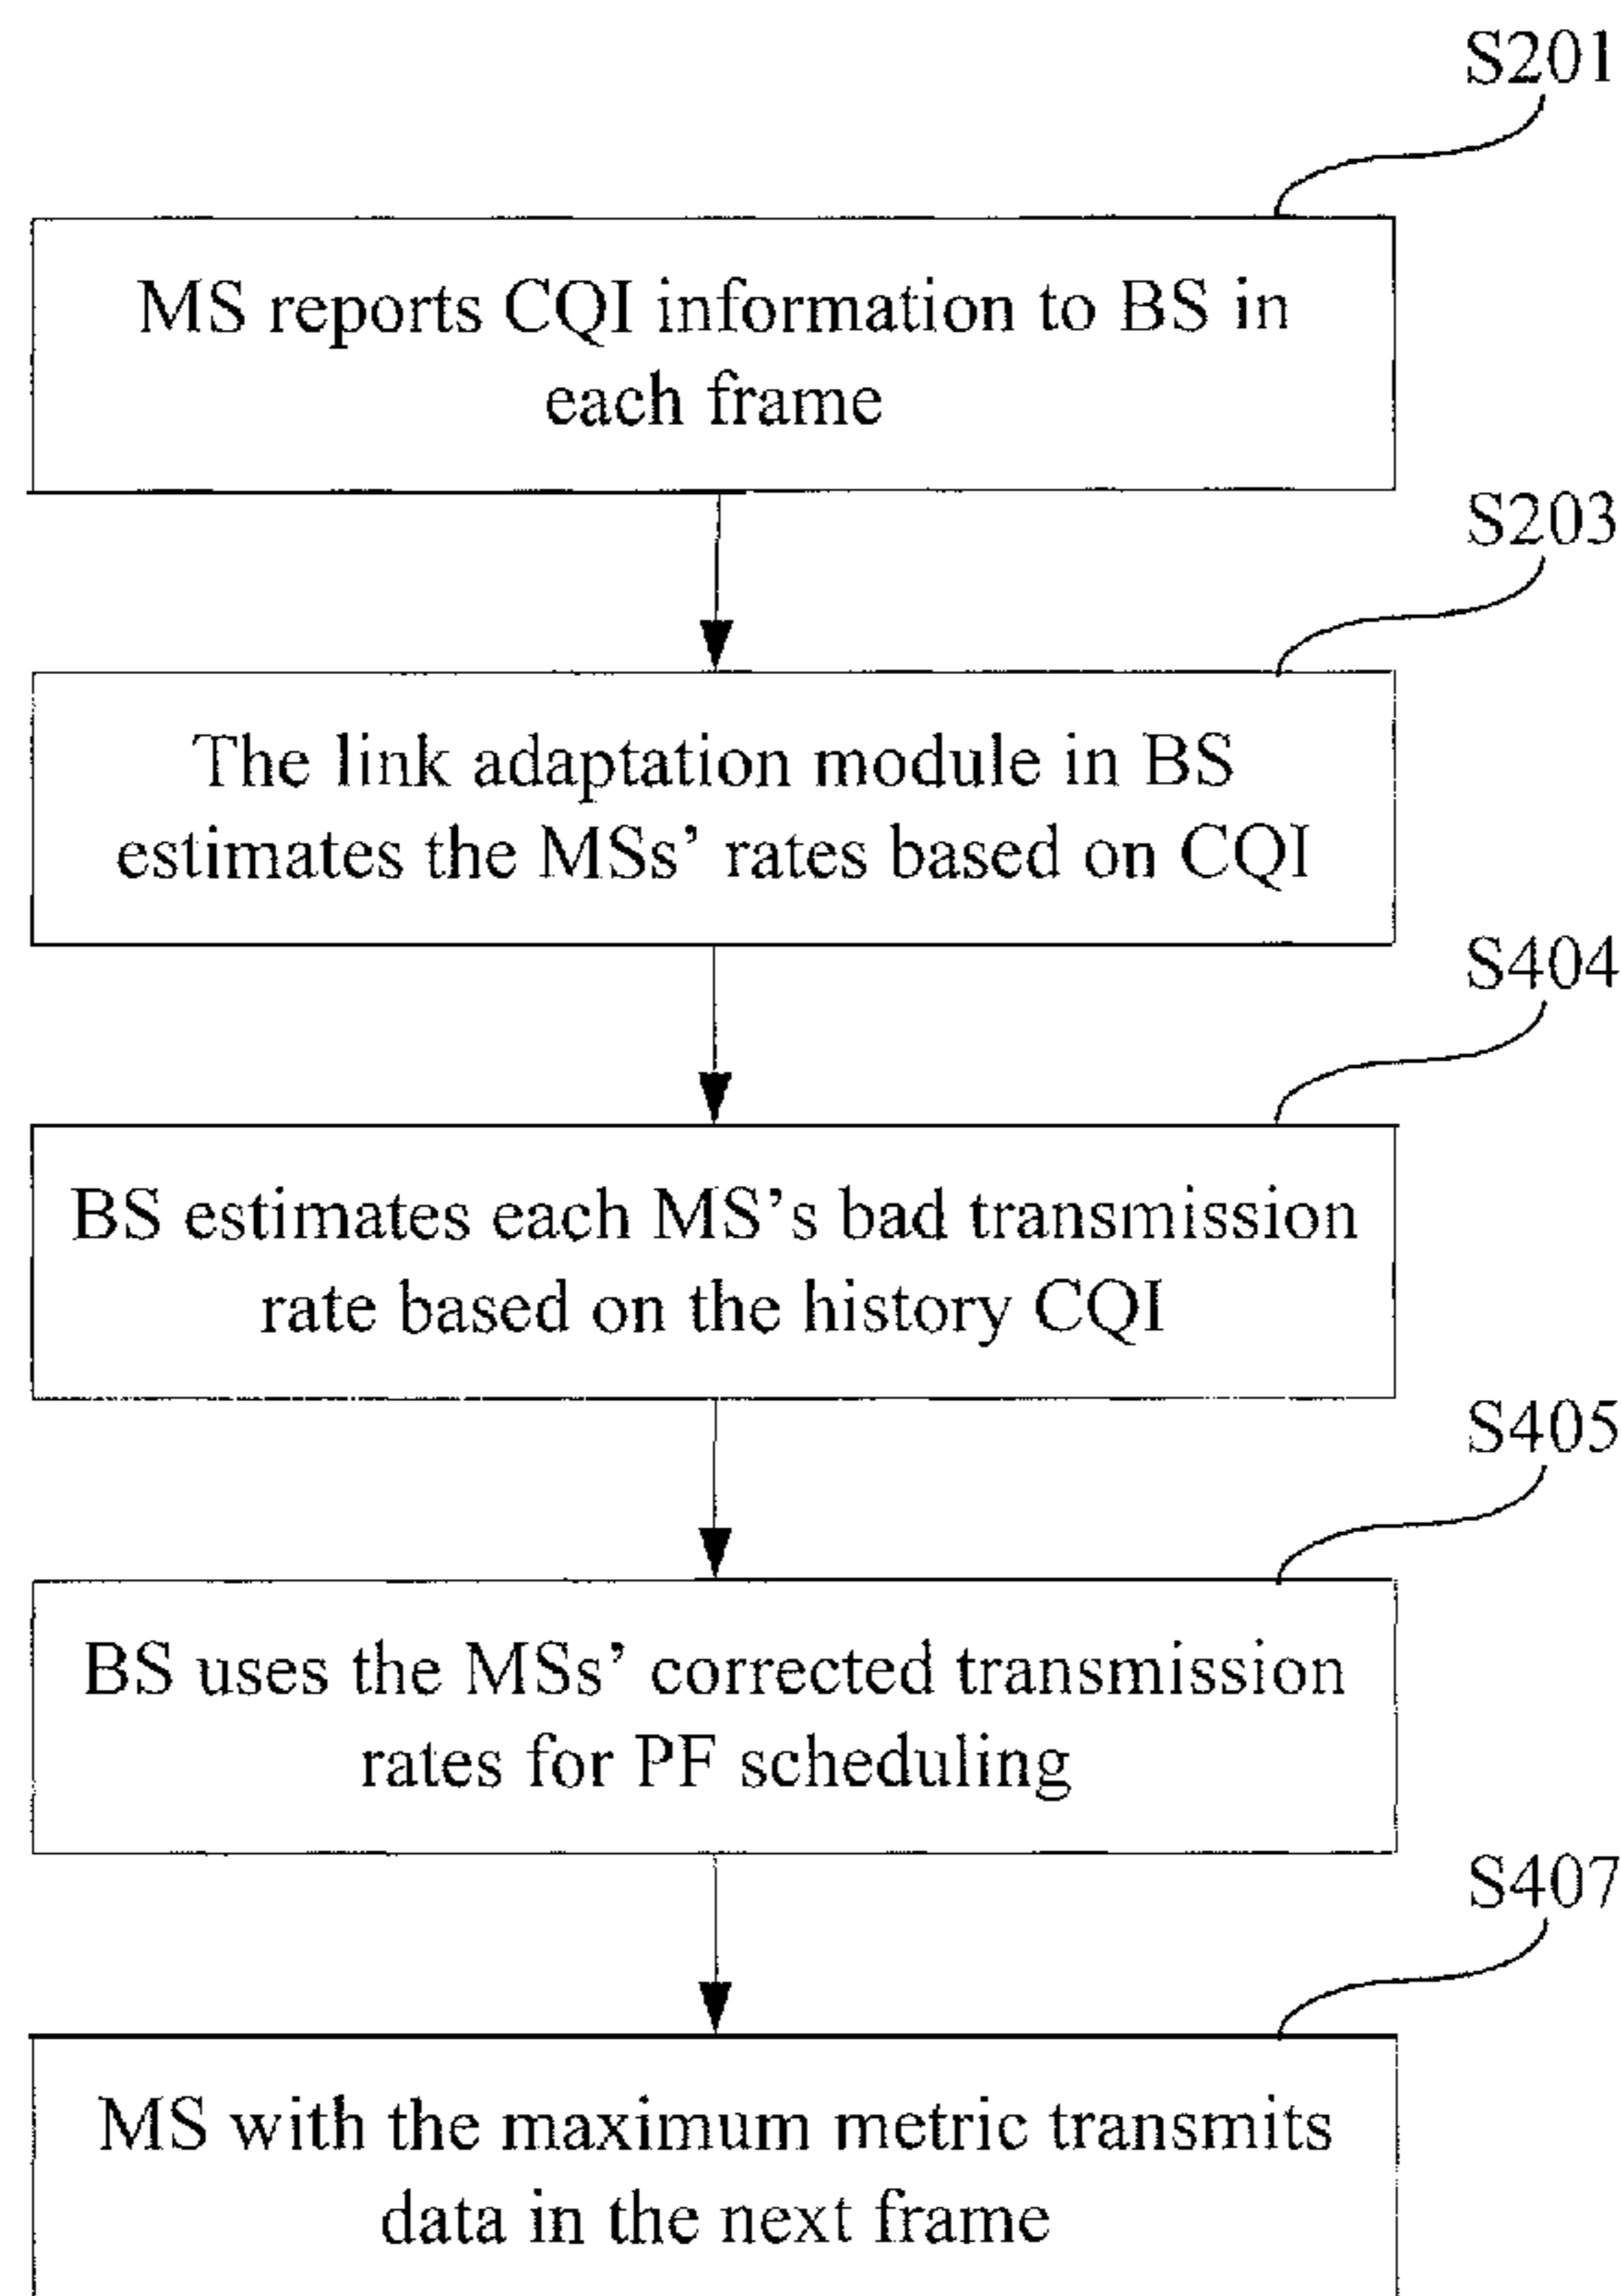 S201
MS reports CQI information to BS in
each frame
S203
The link adaptation module in BS
estimates the MSs' rates based on CQI
S404
BS estimates each MS's bad transmission
rate based on the history CQI
S405
BS uses the MSs' corrected transmission
rates for PF scheduling
S407
MS with the maximum metric transmits
data in the next frame